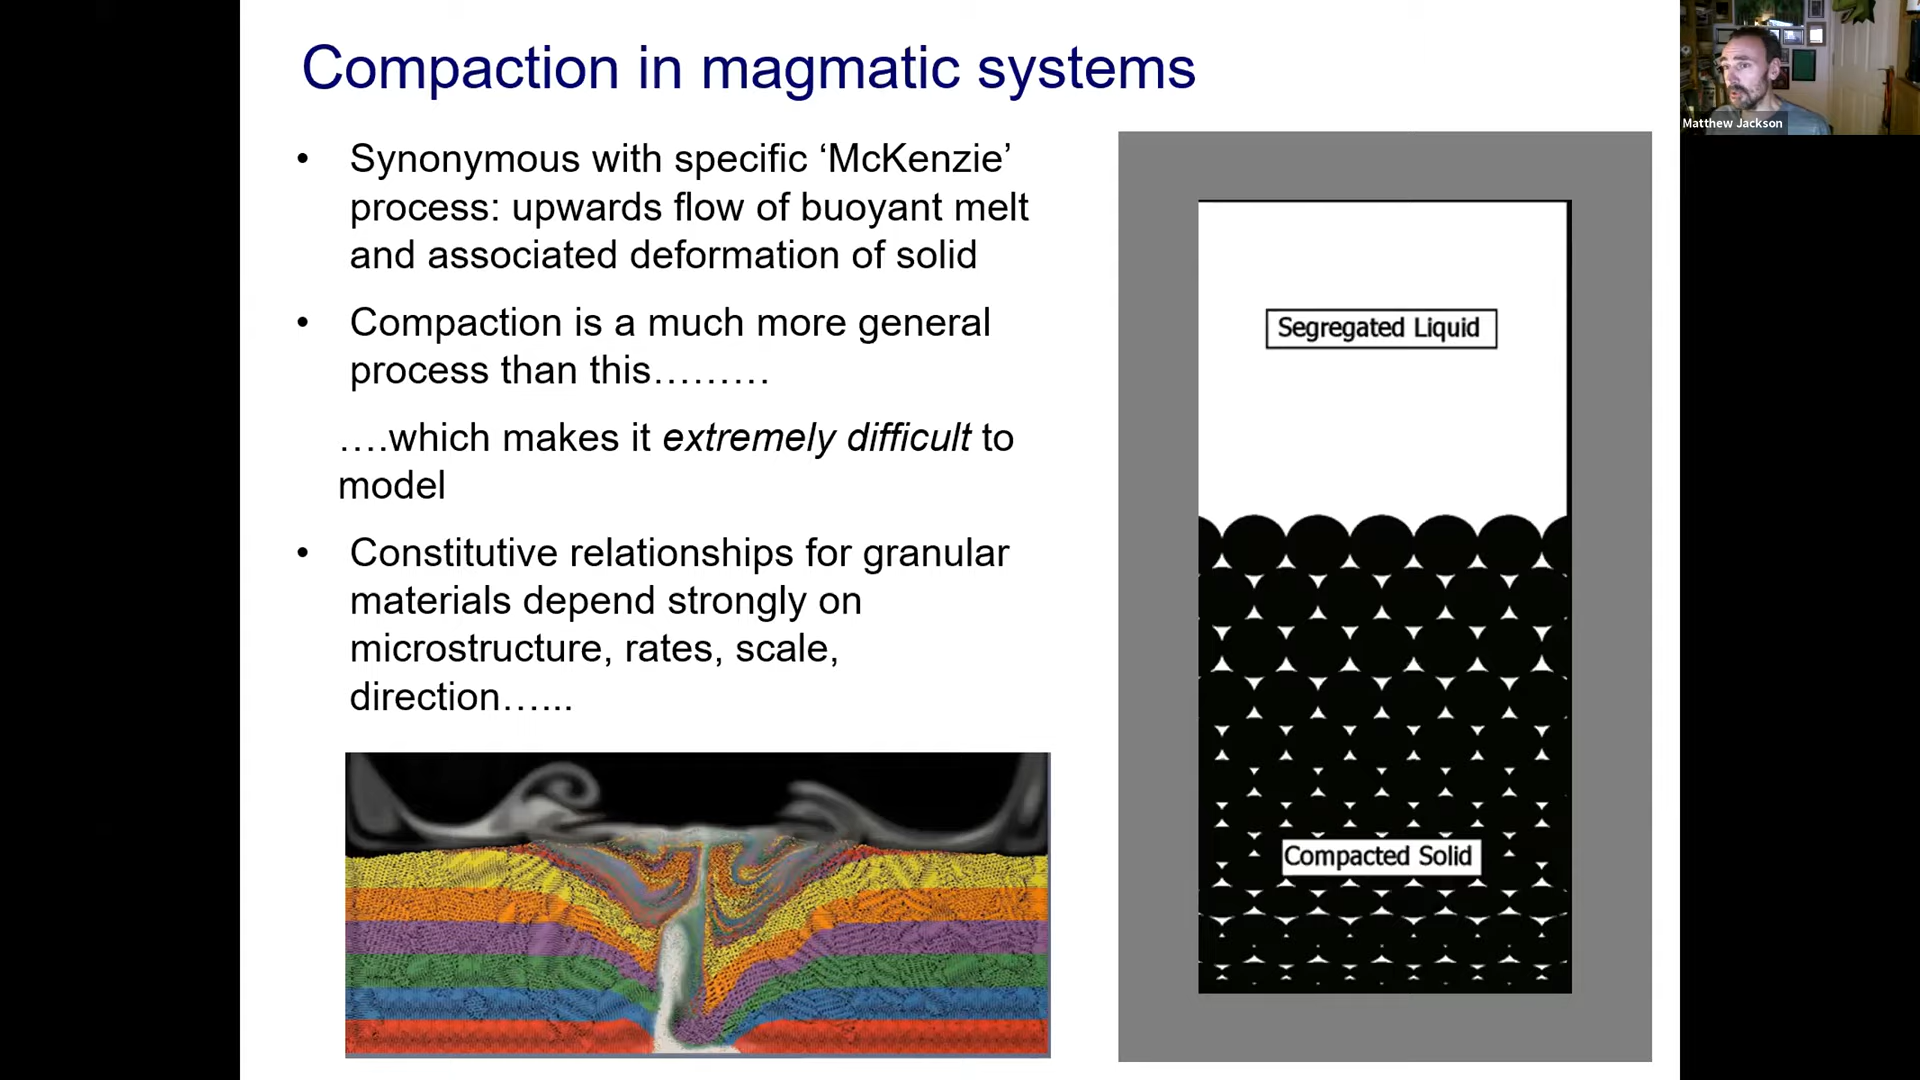 Compaction in magmatic systems
• Synonymous with specific ‘McKenzie’
process: upwards flow of buoyant melt
and associated deformation of solid
• Compaction is a much more general
process than this………
….which makes it extremely difficult to
model
• Constitutive relationships for granular
materials depend strongly on
microstructure, rates, scale,
direction…...
Segregated Liquid
Compacted Solid
Matthew Jackson